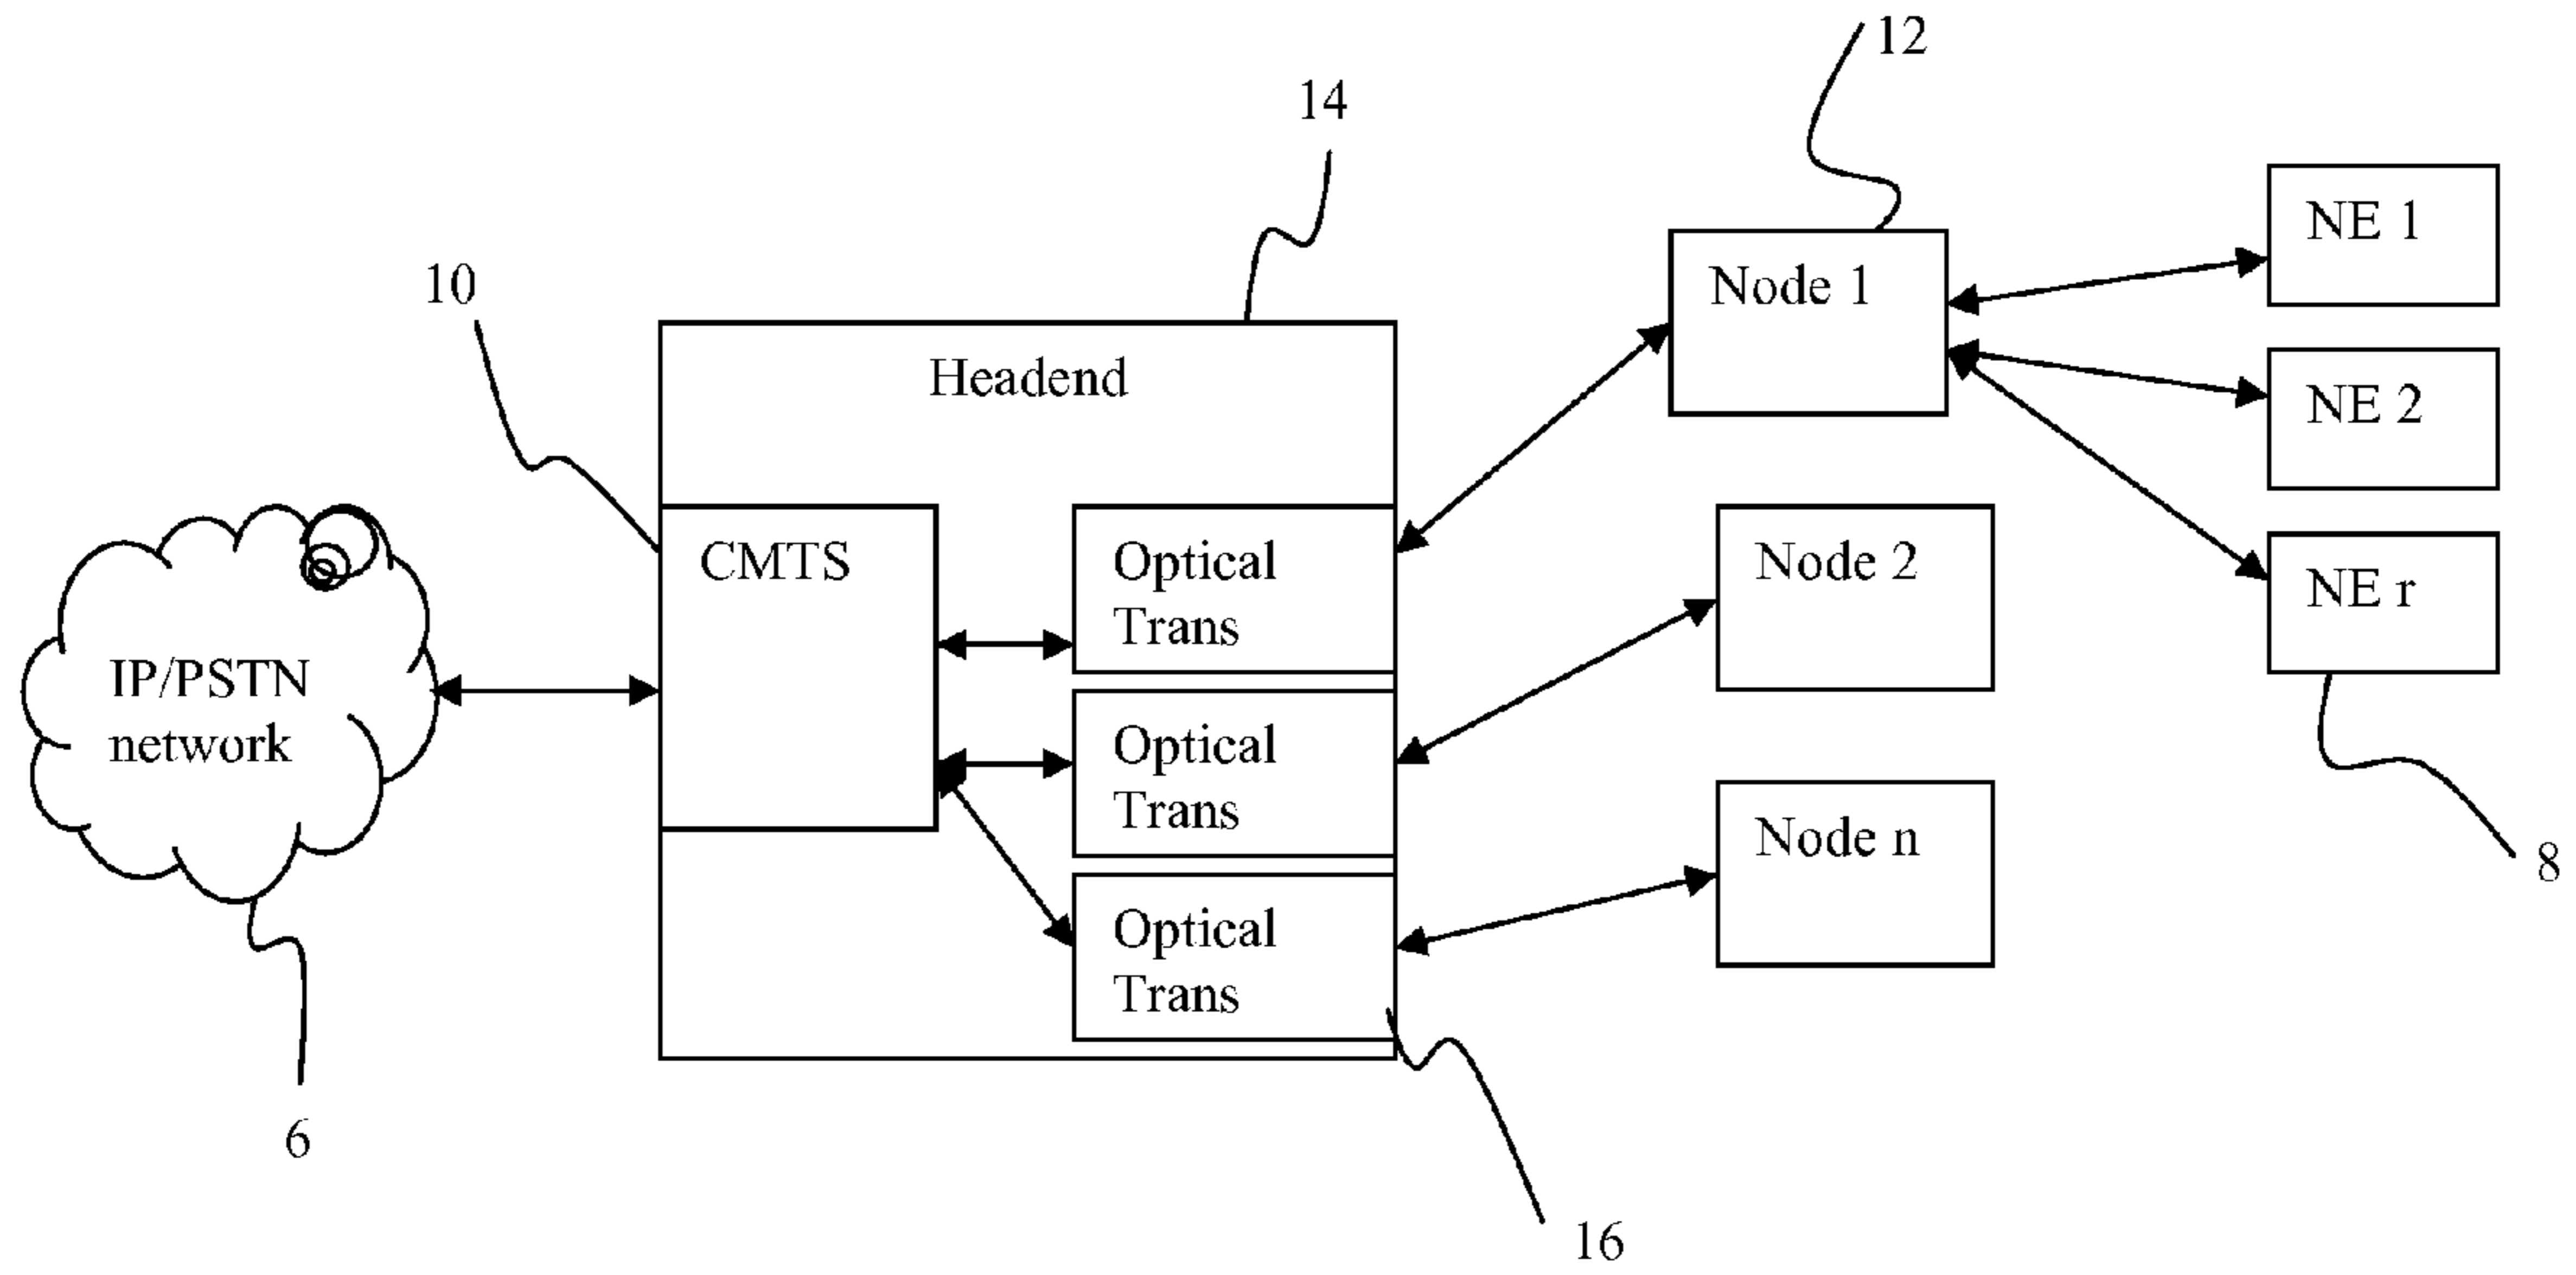 12
14
NE 1
10
Node 1
Headend
NE 2
CMTS
Optical
Trans
Node 2
NE r
IP/PSTN
network
Optical
Trans
Node n
8
Optical
Trans
6
16